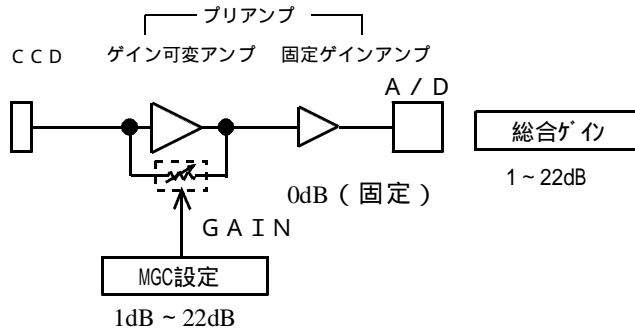 プリアンプ
ＣＣＤ ゲイン可変アンプ 固定ゲインアンプ
Ａ／Ｄ
総合ｹﾞｲﾝ
1～22dB
0dB（固定）
ＧＡＩＮ
MGC設定
1dB～22dB